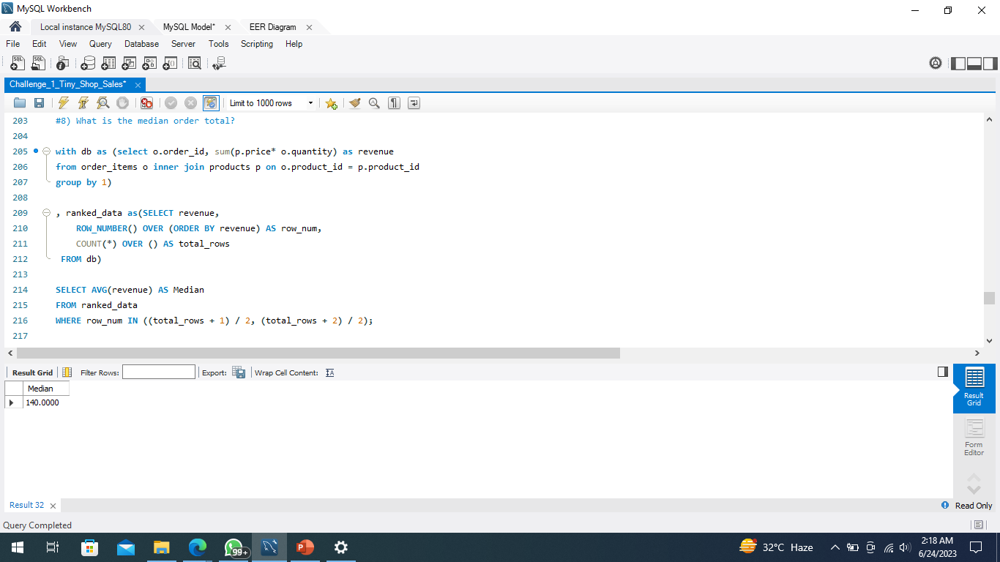 MySQL Workbench
Local instance MySQL80
MySQL Model*
EER Diagram
File Edit View Query Database Server Tools Scripting Help
Challenge_1_Tiny_Shop_Sales*
Limit to 1000 rows
203 #8) What is the median order total?
204
205 with db as (select o.order_id, sum(p.price* o.quantity) as revenue
206 from order_items o inner join products p on o.product_id = p.product_id
207 group by 1)
208
209 , ranked_data as(SELECT revenue,
210 ROW_NUMBER() OVER (ORDER BY revenue) AS row_num,
211 COUNT(*) OVER () AS total_rows
212 FROM db)
213
214 SELECT AVG(revenue) AS Median
215 FROM ranked_data
216 WHERE row_num IN ((total_rows + 1) / 2, (total_rows + 2) / 2);
217
Result Grid Filter Rows: Export: Wrap Cell Content:
Median
140.0000
Result
Grid
Form
Editor
Result 32
Read Only
Query Completed
99+
32°C Haze
2:18 AM
6/24/2023